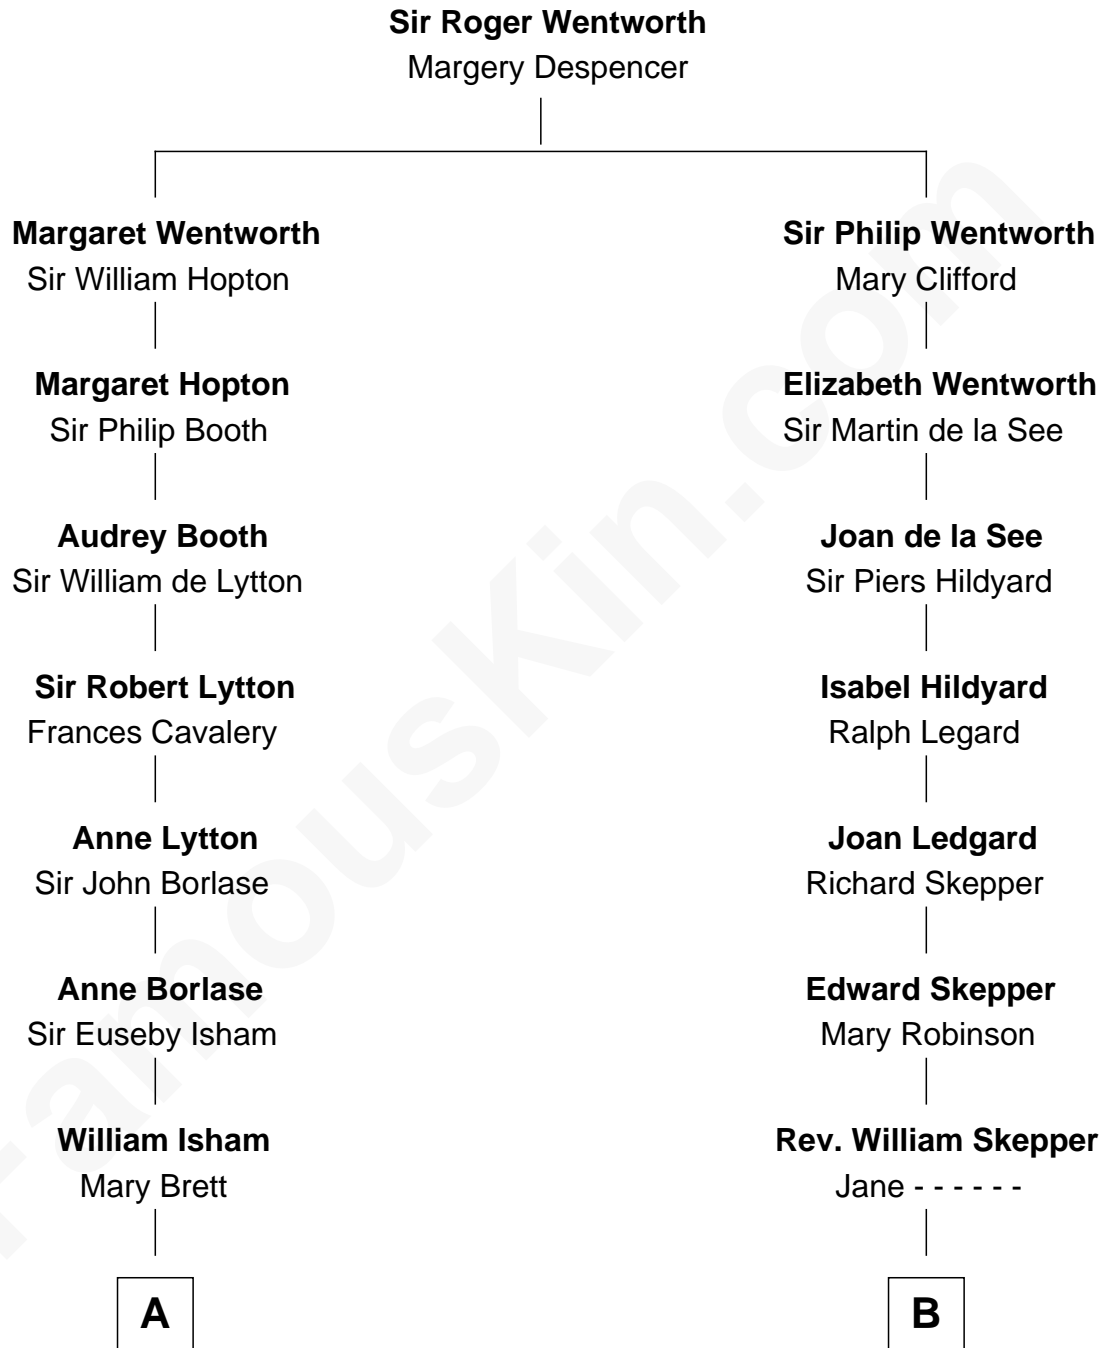 Sir Roger Wentworth
Margery Despencer
Margaret Wentworth
Sir William Hopton
Sir Philip Wentworth
Mary Clifford
Margaret Hopton
Sir Philip Booth
Elizabeth Wentworth
Sir Martin de la See
Audrey Booth
Sir William de Lytton
Joan de la See
Sir Piers Hildyard
Sir Robert Lytton
Frances Cavalery
Isabel Hildyard
Ralph Legard
Anne Lytton
Sir John Borlase
Joan Ledgard
Richard Skepper
Anne Borlase
Sir Euseby Isham
Edward Skepper
Mary Robinson
William Isham
Mary Brett
Rev. William Skepper
Jane - - - - - -
A
B
FamousKin.com